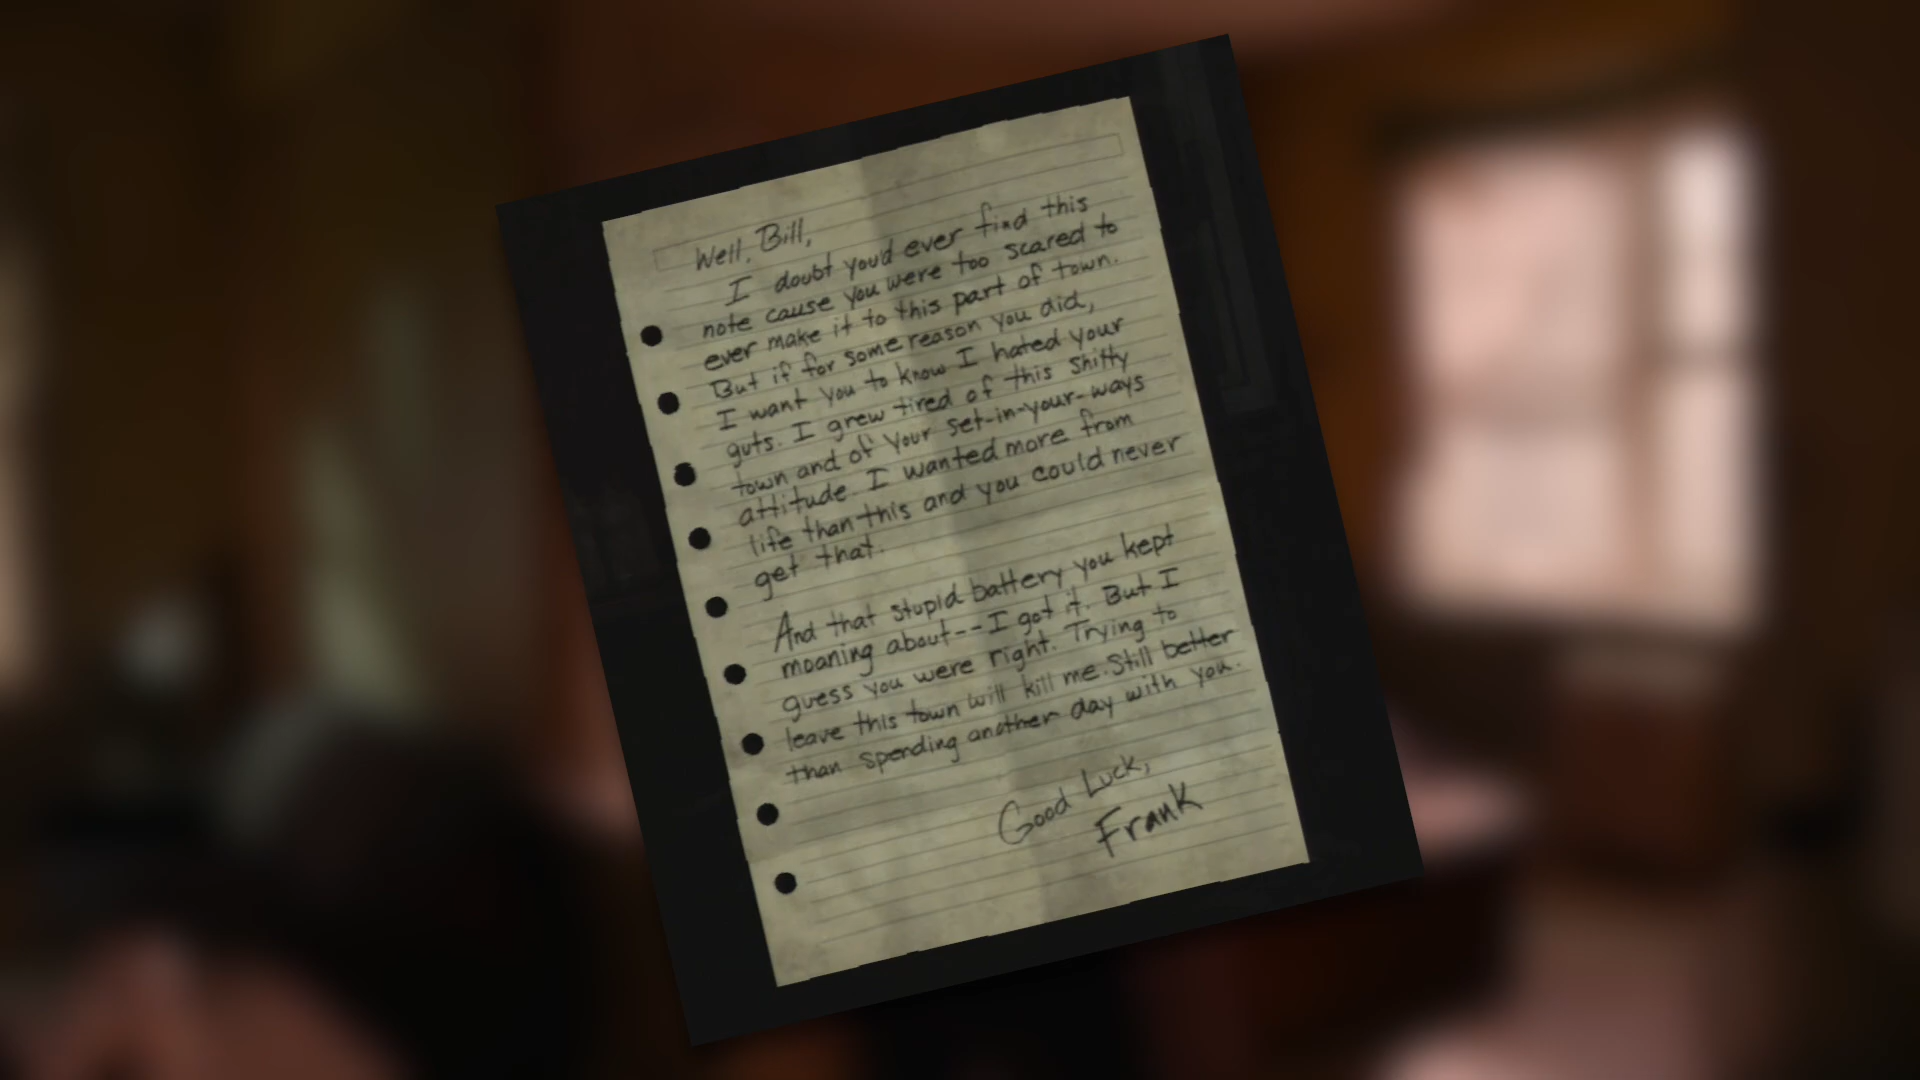 Well, Bill,
I doubt you'd ever find this
note cause you were too scared to
ever make it to this part of town.
But if for some reason you did,
I want you to know I hated your
guts. I grew tired of this shitty
town and of your set-in-your-ways
attitude. I wanted more from
life than this and you could never
get that.
And that stupid battery you kept
moaning about--I got it. But I
guess you were right. Trying to
leave this town will kill me. Still better
than spending another day with you.
Good Luck,
Frank